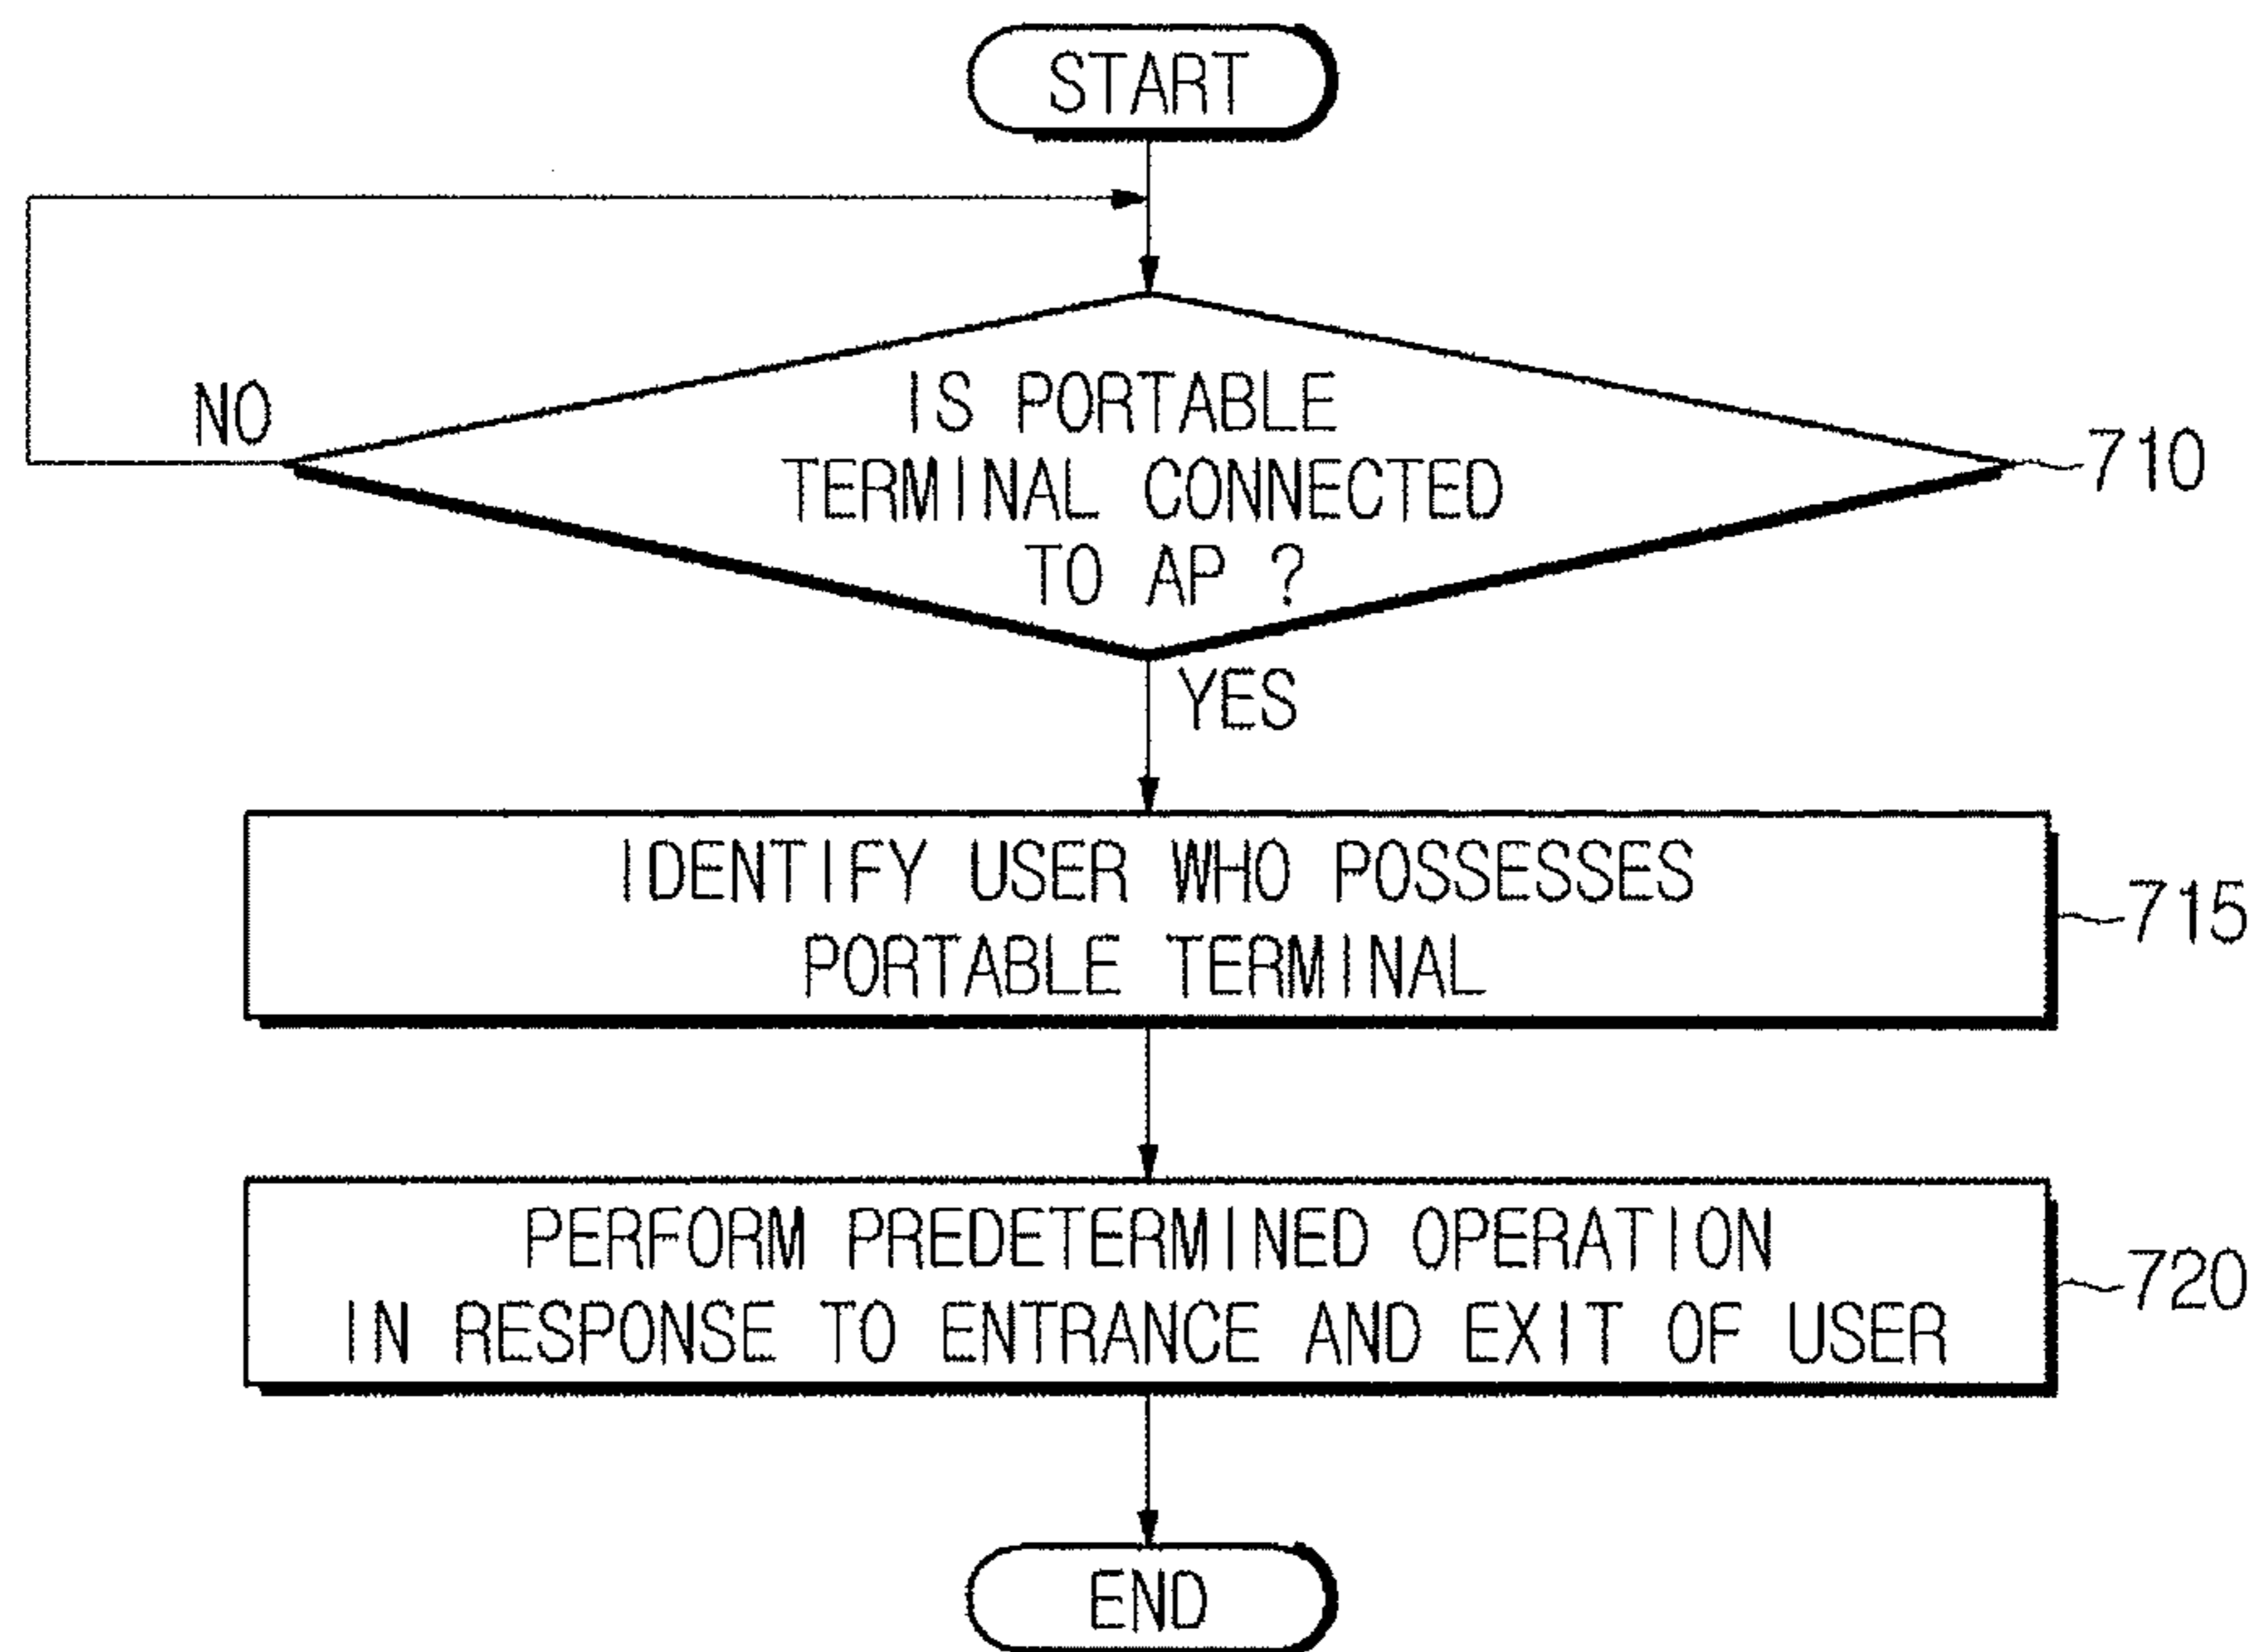 START
NO
IS PORTABLE
TERMINAL CONNECTED
TO AP ?
710
YES
IDENTIFY USER WHO POSSESSES
PORTABLE TERMINAL
715
PERFORM PREDETERMINED OPERATION
IN RESPONSE TO ENTRANCE AND EXIT OF USER
720
END